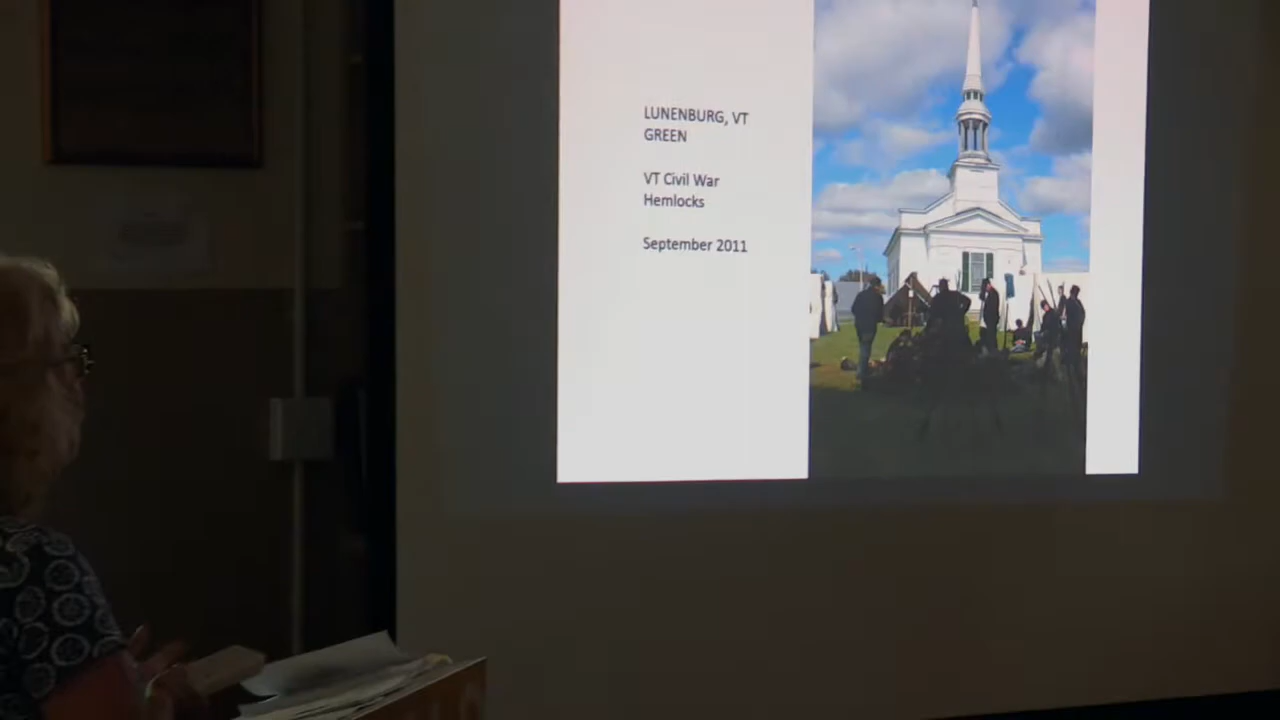 LUNENBURG, VT
GREEN
VT Civil War
Hemlocks
September 2011